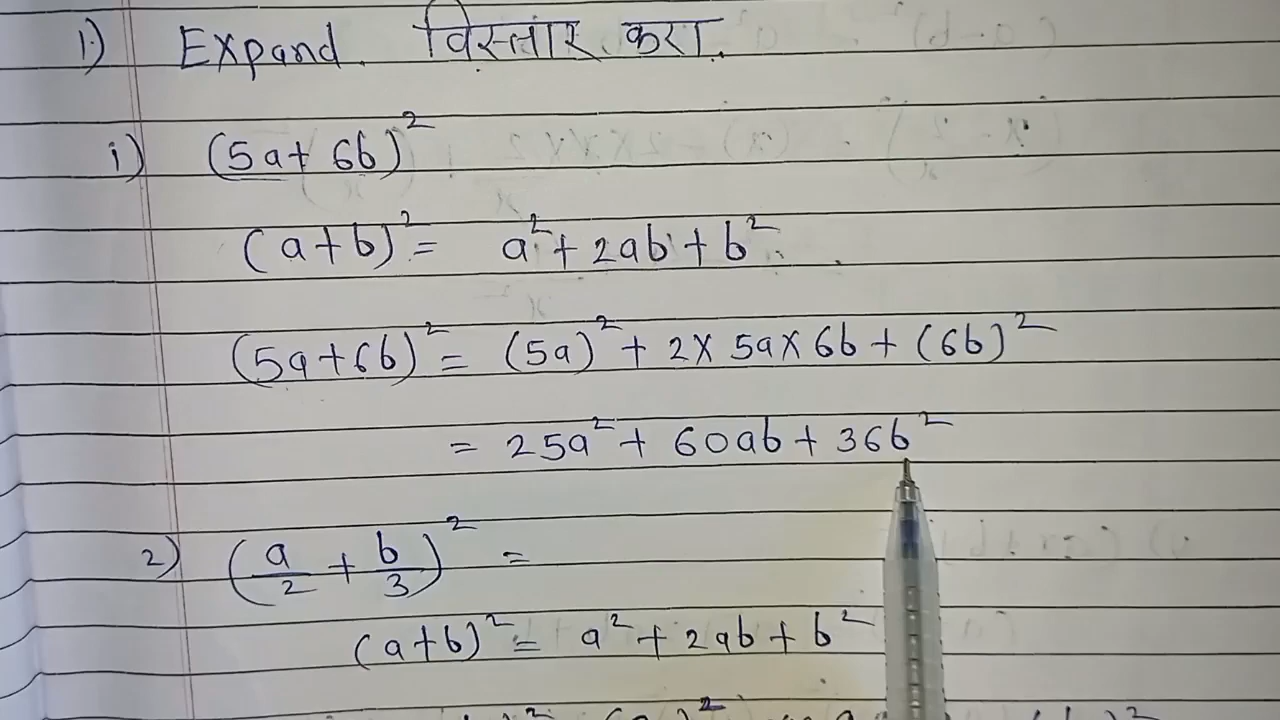 1) Expand. विस्तार करा.
i) (5a + 6b)²
(a+b)² = a² + 2ab + b²
(5a+6b)² = (5a)² + 2 × 5a × 6b + (6b)²
= 25a² + 60ab + 36b²
2) (a/2 + b/3)² =
(a+b)² = a² + 2ab + b²